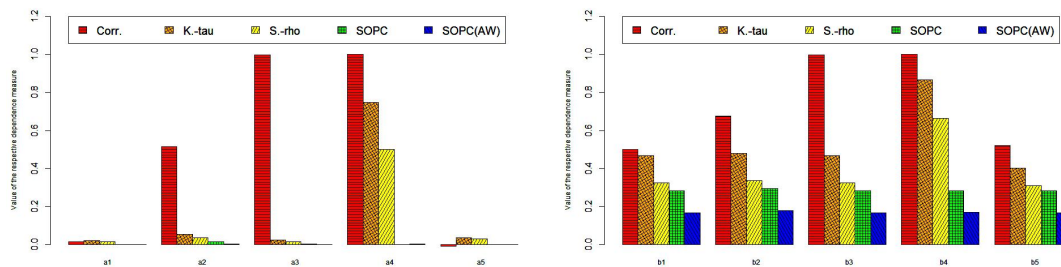 Value of the respective dependence measure
1.2
1.0
0.8
0.6
0.4
0.2
0.0
Corr. K.-tau S.-rho SOPC SOPC(AW)
a1 a2 a3 a4 a5
Value of the respective dependence measure
1.2
1.0
0.8
0.6
0.4
0.2
0.0
Corr. K.-tau S.-rho SOPC SOPC(AW)
b1 b2 b3 b4 b5